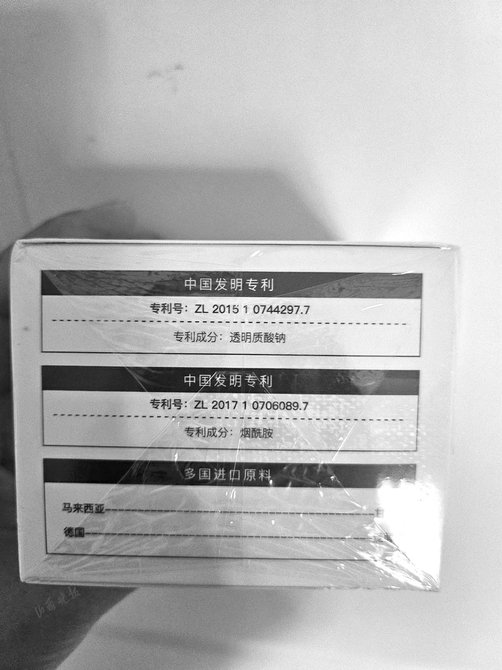 中国发明专利
专利号：ZL 2015 1 0744297.7
专利成分：透明质酸钠
中国发明专利
专利号：ZL 2017 1 0706089.7
专利成分：烟酰胺
多国进口原料
马来西亚
德国